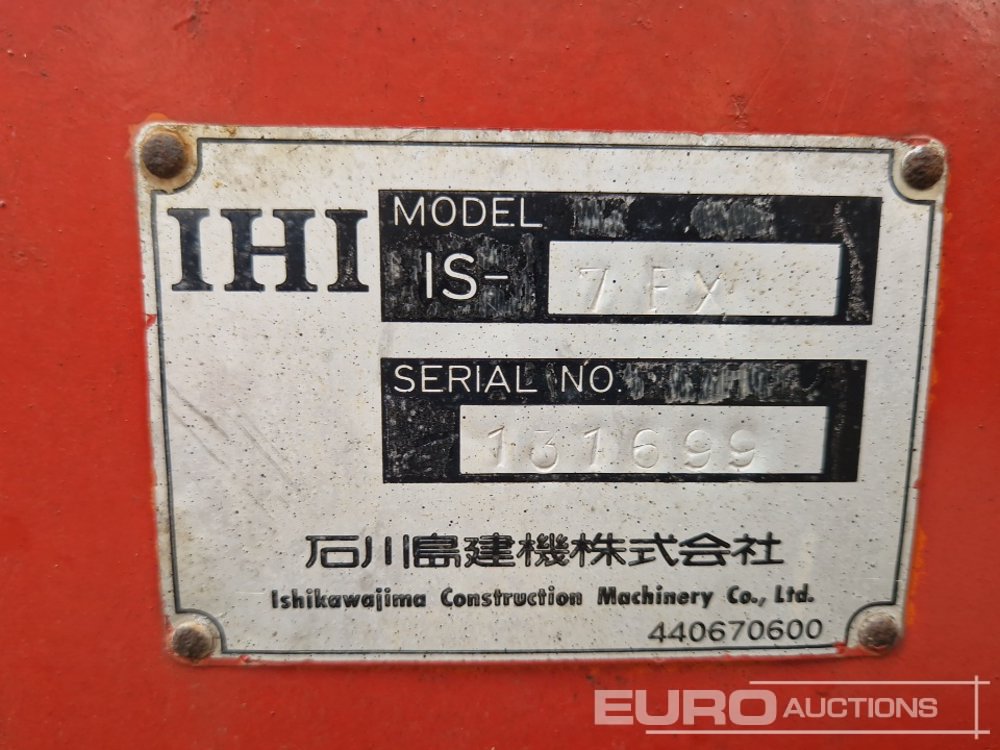 IHI
MODEL
IS- 7FX
SERIAL NO.
131699
石川島建機株式会社
Ishikawajima Construction Machinery Co., Ltd.
440670600
EURO AUCTIONS